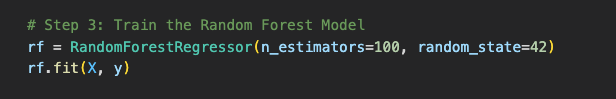 # Step 3: Train the Random Forest Model
rf = RandomForestRegressor(n_estimators=100, random_state=42)
rf.fit(X, y)